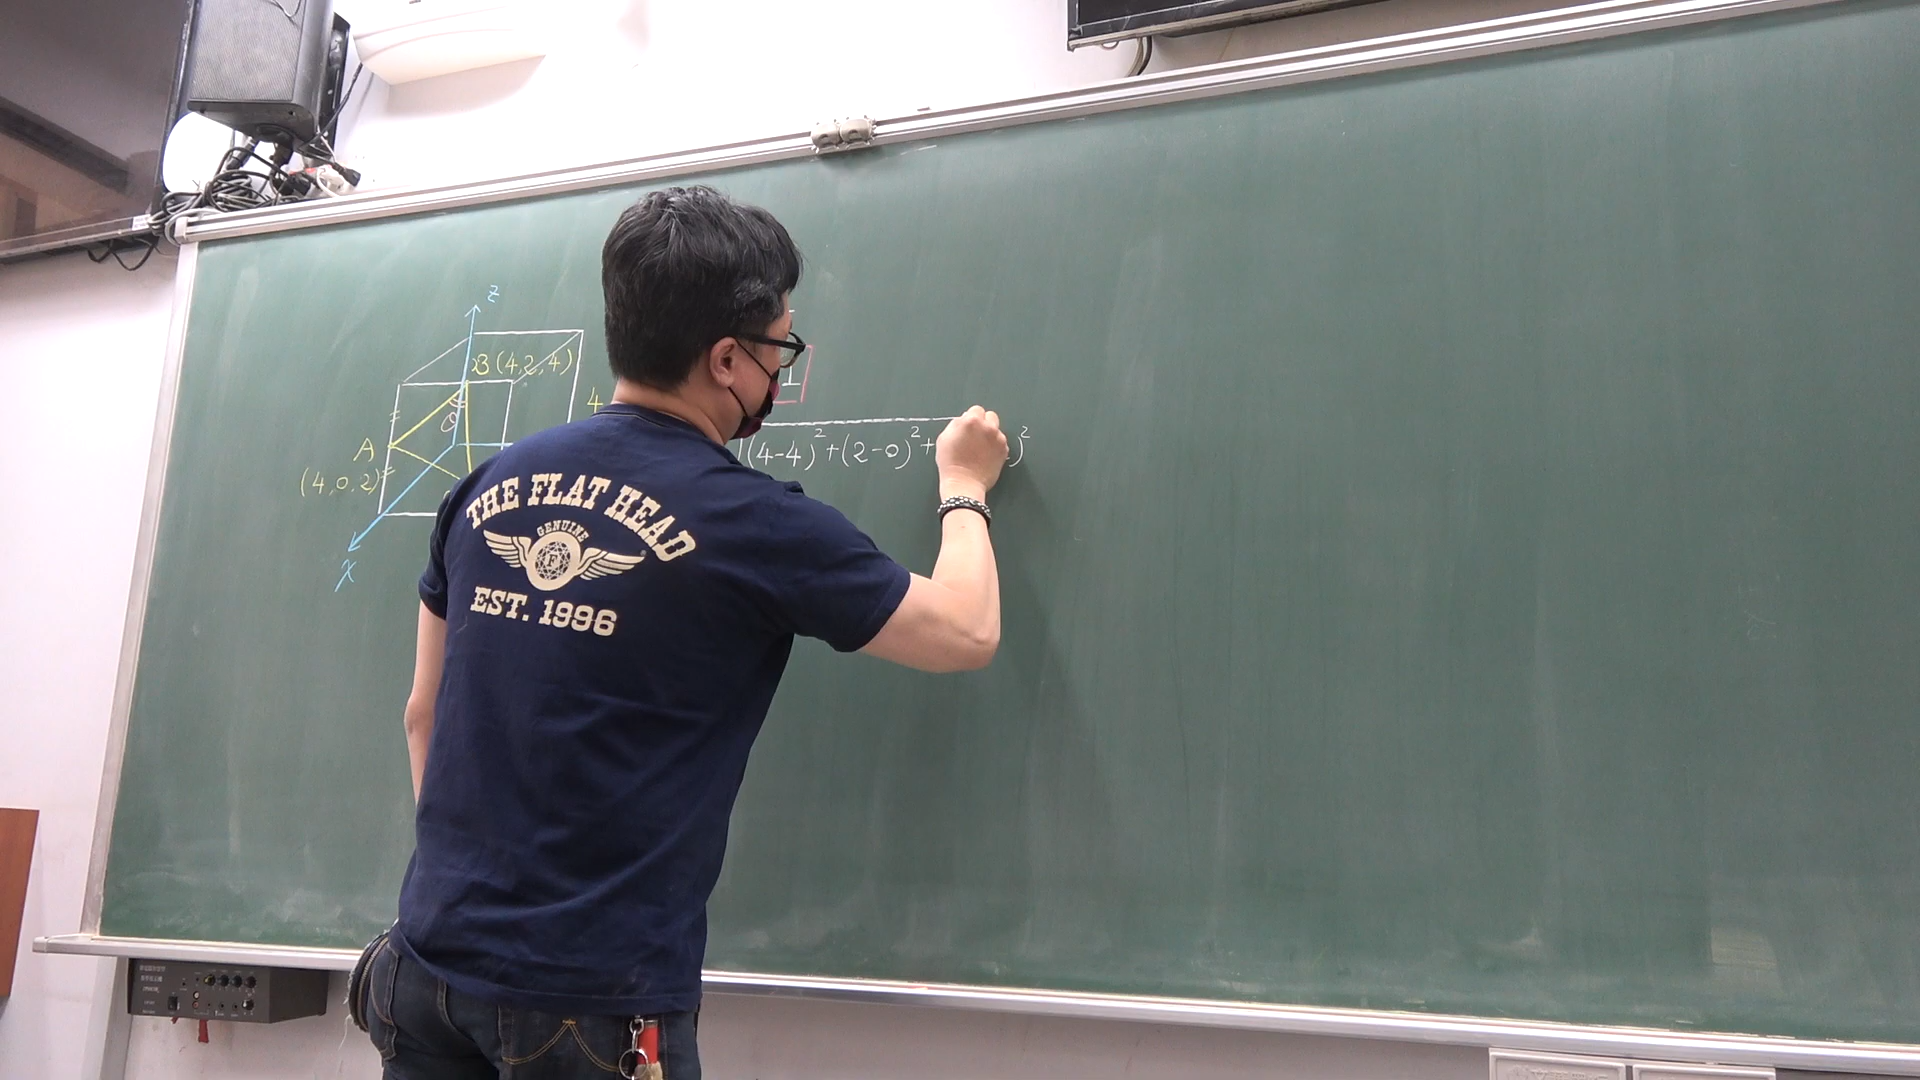 z
B(4,2,4)
4
θ
1
A
(4-4)²+(2-0)²+
)²
(4,0,2)
x
THE FLAT HEAD
GENUINE
F
EST. 1996